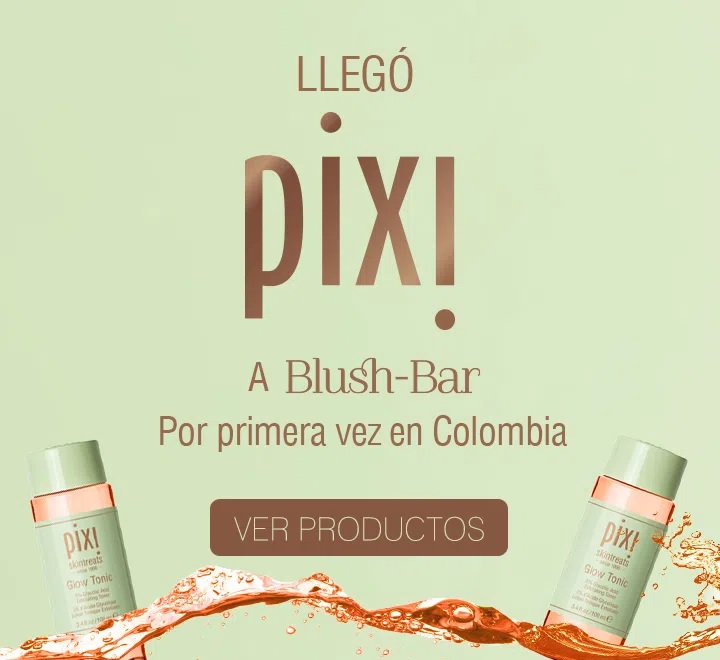 LLEGÓ
pixi
A Blush-Bar
Por primera vez en Colombia
VER PRODUCTOS
pixi
skintreats
Glow Tonic
pixi
skintreats
Glow Tonic